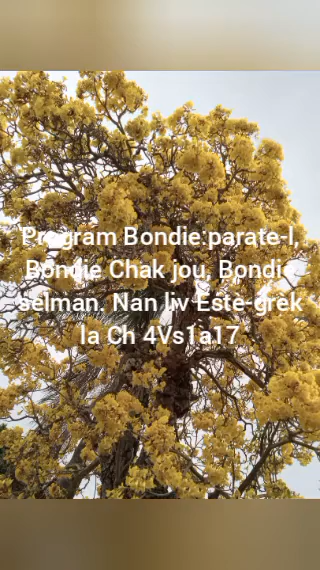 Program Bondie:parate-l,
Bondie Chak jou, Bondie
selman. Nan liv Este-grek
la Ch 4Vs1a17